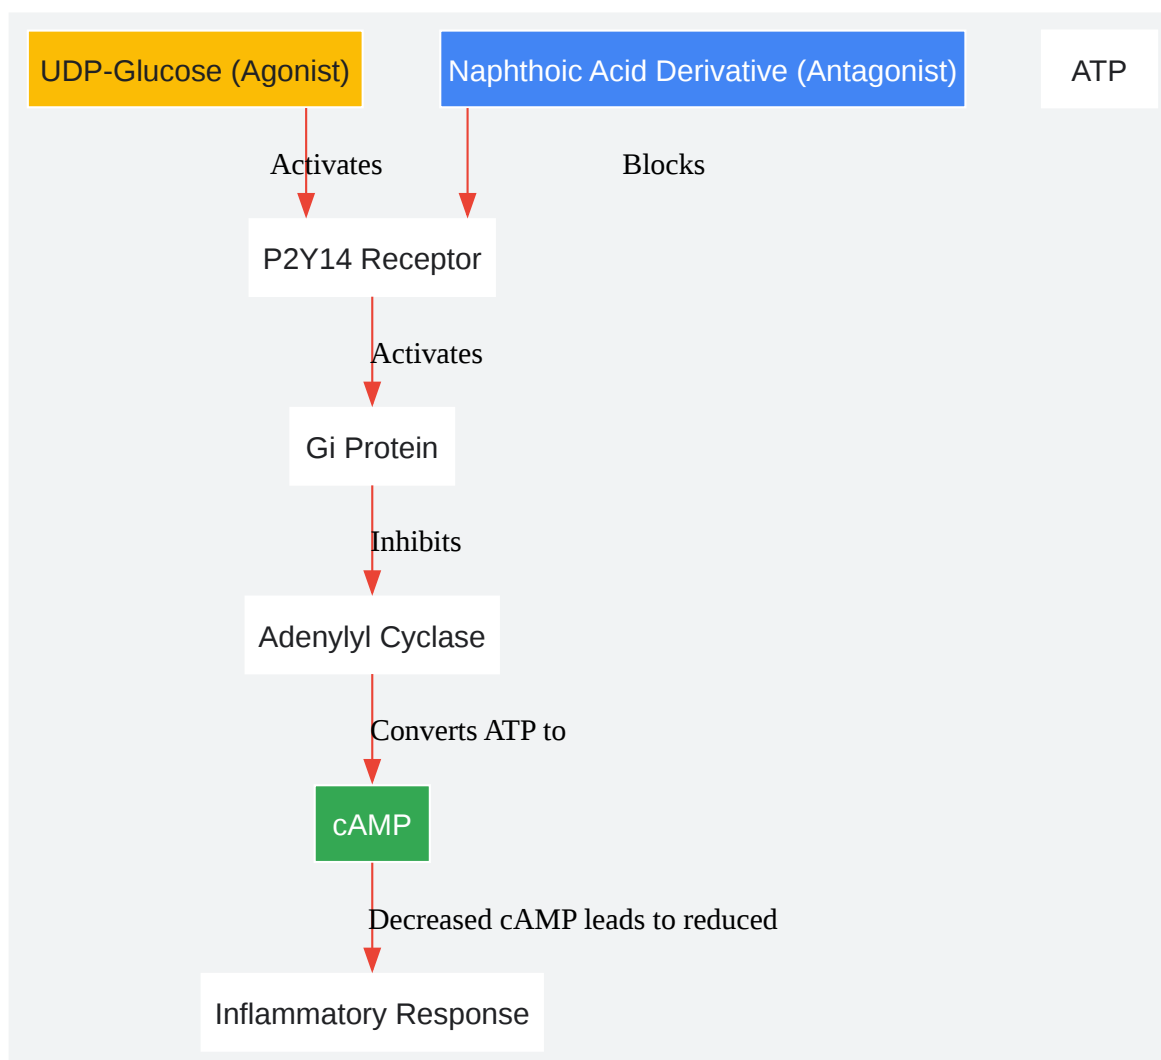 UDP-Glucose (Agonist)
Naphthoic Acid Derivative (Antagonist)
ATP
Activates
Blocks
P2Y14 Receptor
Activates
Gi Protein
Inhibits
Adenylyl Cyclase
Converts ATP to
cAMP
Decreased cAMP leads to reduced
Inflammatory Response